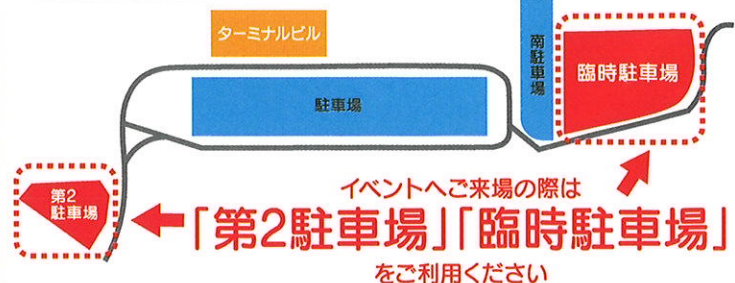 ターミナルビル
南駐車場
臨時駐車場
駐車場
第2
駐車場
イベントへご来場の際は
「第2駐車場」「臨時駐車場」
をご利用ください